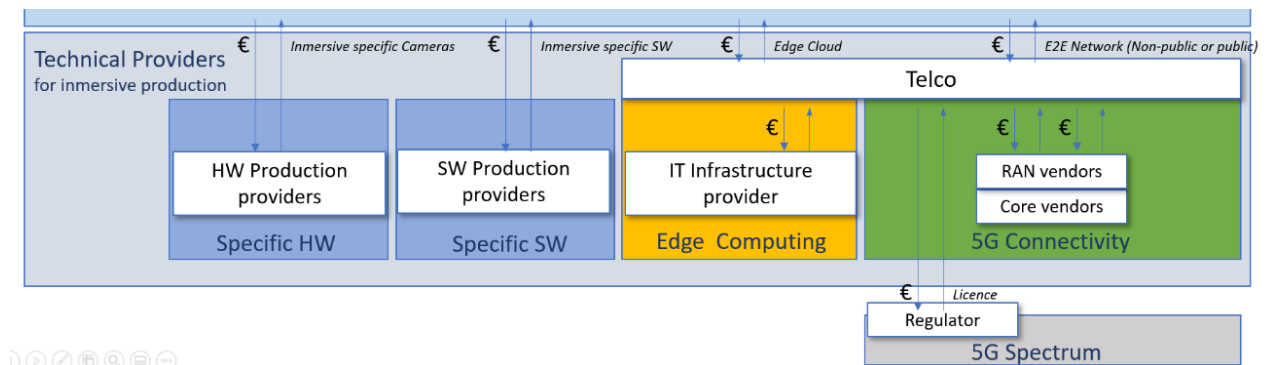 € Inmersive specific Cameras € Inmersive specific SW € Edge Cloud € E2E Network (Non-public or public)
Technical Providers
for inmersive production
Telco
€ € €
HW Production
providers
SW Production
providers
IT Infrastructure
provider
RAN vendors
Core vendors
Specific HW
Specific SW
Edge Computing
5G Connectivity
€ Licence
Regulator
5G Spectrum